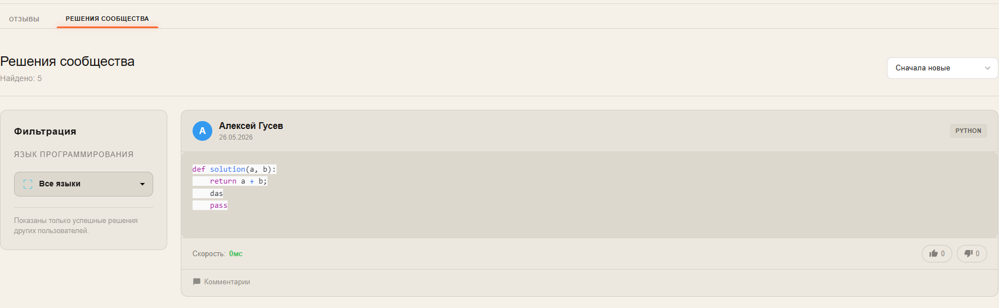 ОТЗЫВЫ
РЕШЕНИЯ СООБЩЕСТВА
Решения сообщества
Найдено: 5
Сначала новые
Фильтрация
ЯЗЫК ПРОГРАММИРОВАНИЯ
Все языки
Показаны только успешные решения
других пользователей.
А
Алексей Гусев
26.05.2026
PYTHON
def solution(a, b):
    return a + b;
    das
    pass
Скорость: 0мс
0
0
Комментарии